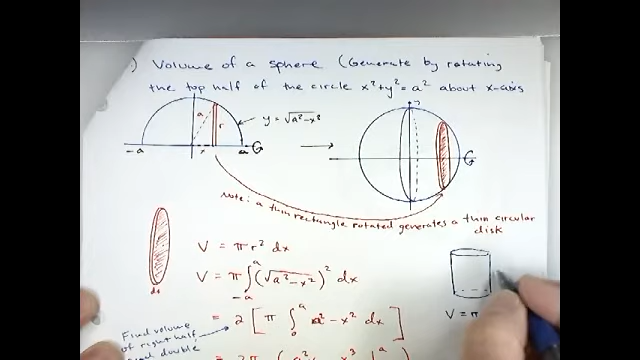 ) Volume of a sphere (Generate by rotating
the top half of the circle x²+y²=a² about x-axis
a r y = √a²-x²
-a x a
Note: a thin rectangle rotated generates a thin circular
disk
V = πr² dx
dx
V = π ∫_{-a}^{a} (√a²-x²)² dx
= 2 [ π ∫_{0}^{a} a²-x² dx ]
Find volume
of right half
and double
V = π